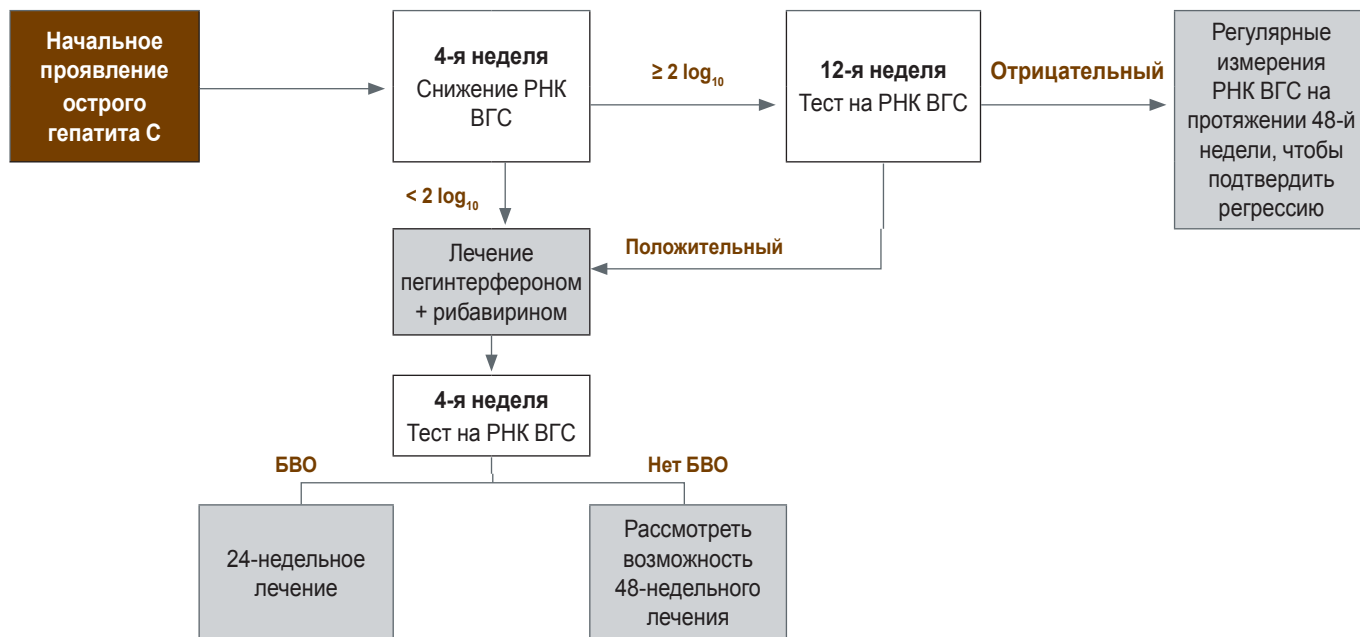 Начальное
проявление
острого
гепатита С
4-я неделя
Снижение РНК
ВГС
≥ 2 log₁₀
12-я неделя
Тест на РНК ВГС
Отрицательный
Регулярные
измерения
РНК ВГС на
протяжении 48-й
недели, чтобы
подтвердить
регрессию
< 2 log₁₀
Положительный
Лечение
пегинтерфероном
+ рибавирином
4-я неделя
Тест на РНК ВГС
БВО
Нет БВО
24-недельное
лечение
Рассмотреть
возможность
48-недельного
лечения